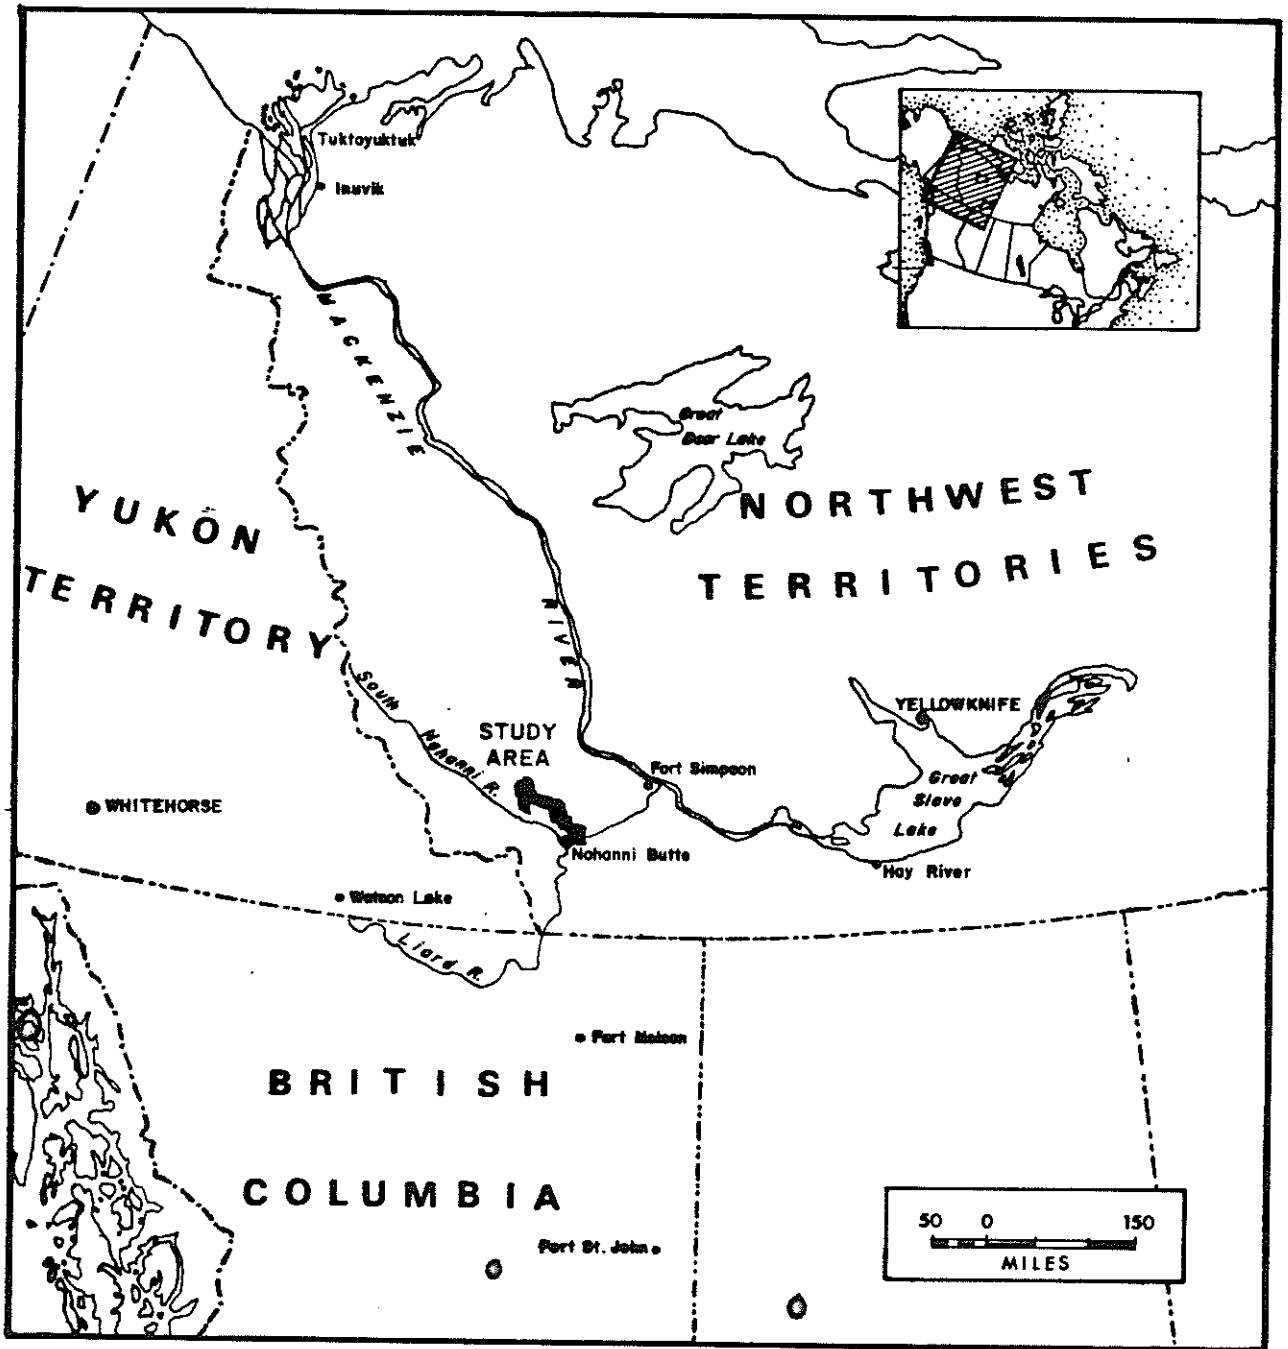 Tuktoyuktuk
Inuvik
MACKENZIE
RIVER
Great
Bear Lake
NORTHWEST
TERRITORIES
YUKON
TERRITORY
South
Nahanni R.
STUDY
AREA
YELLOWKNIFE
Great
Slave
Lake
Fort Simpson
WHITEHORSE
Nahanni Butte
Hay River
Watson Lake
Liard R.
Fort Nelson
BRITISH
COLUMBIA
Fort St. John
50 0 150
MILES